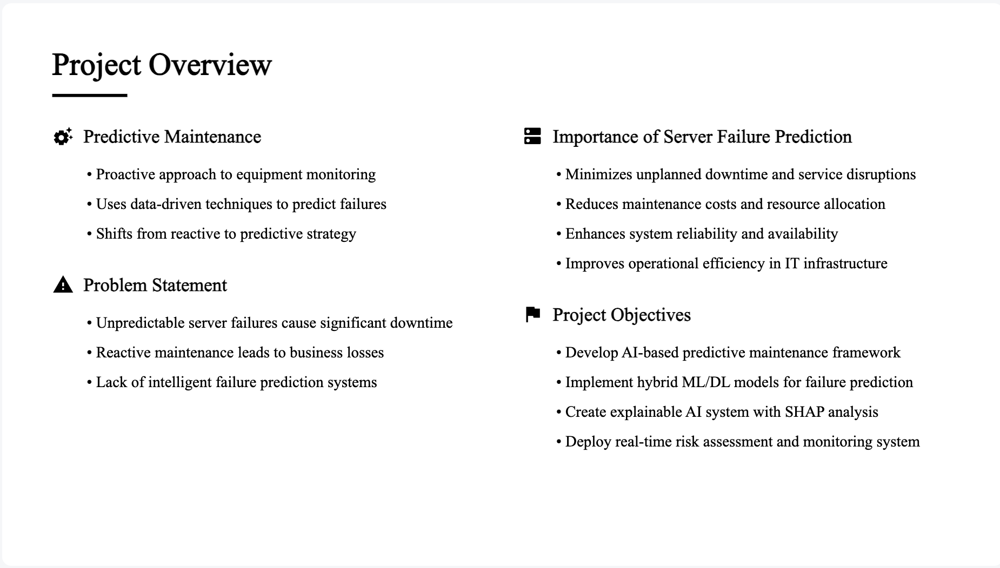 Project Overview
Predictive Maintenance
• Proactive approach to equipment monitoring
• Uses data-driven techniques to predict failures
• Shifts from reactive to predictive strategy
Problem Statement
• Unpredictable server failures cause significant downtime
• Reactive maintenance leads to business losses
• Lack of intelligent failure prediction systems
Importance of Server Failure Prediction
• Minimizes unplanned downtime and service disruptions
• Reduces maintenance costs and resource allocation
• Enhances system reliability and availability
• Improves operational efficiency in IT infrastructure
Project Objectives
• Develop AI-based predictive maintenance framework
• Implement hybrid ML/DL models for failure prediction
• Create explainable AI system with SHAP analysis
• Deploy real-time risk assessment and monitoring system